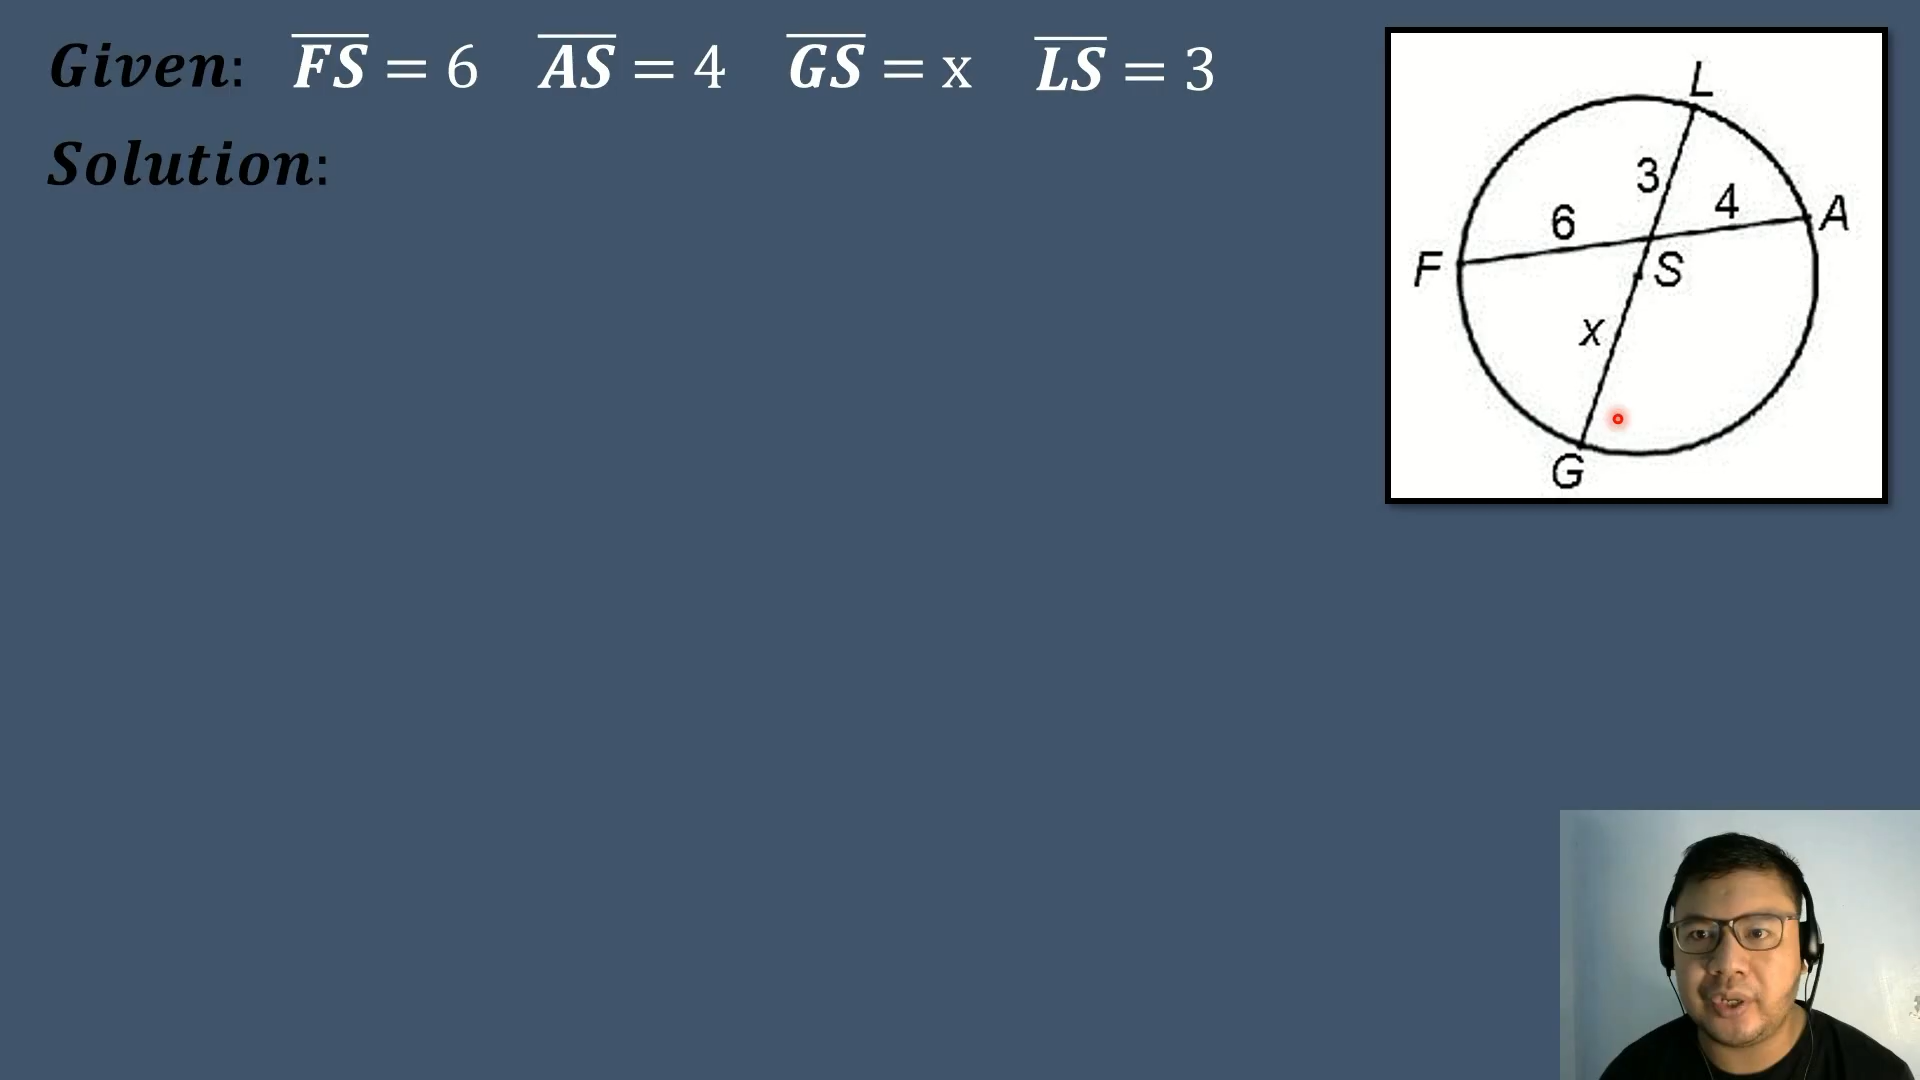 Given: FS = 6 AS = 4 GS = x LS = 3
Solution:
L
3
4
A
6
F
S
x
G